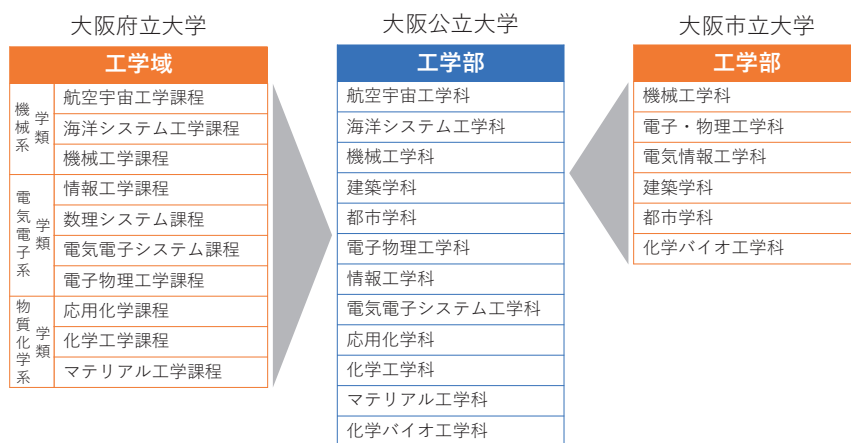 大阪府立大学
工学域
機械系学類
航空宇宙工学課程
海洋システム工学課程
機械工学課程
電気電子系学類
情報工学課程
数理システム課程
電気電子システム課程
電子物理工学課程
物質化学系学類
応用化学課程
化学工学課程
マテリアル工学課程
大阪公立大学
工学部
航空宇宙工学科
海洋システム工学科
機械工学科
建築学科
都市学科
電子物理工学科
情報工学科
電気電子システム工学科
応用化学科
化学工学科
マテリアル工学科
化学バイオ工学科
大阪市立大学
工学部
機械工学科
電子・物理工学科
電気情報工学科
建築学科
都市学科
化学バイオ工学科